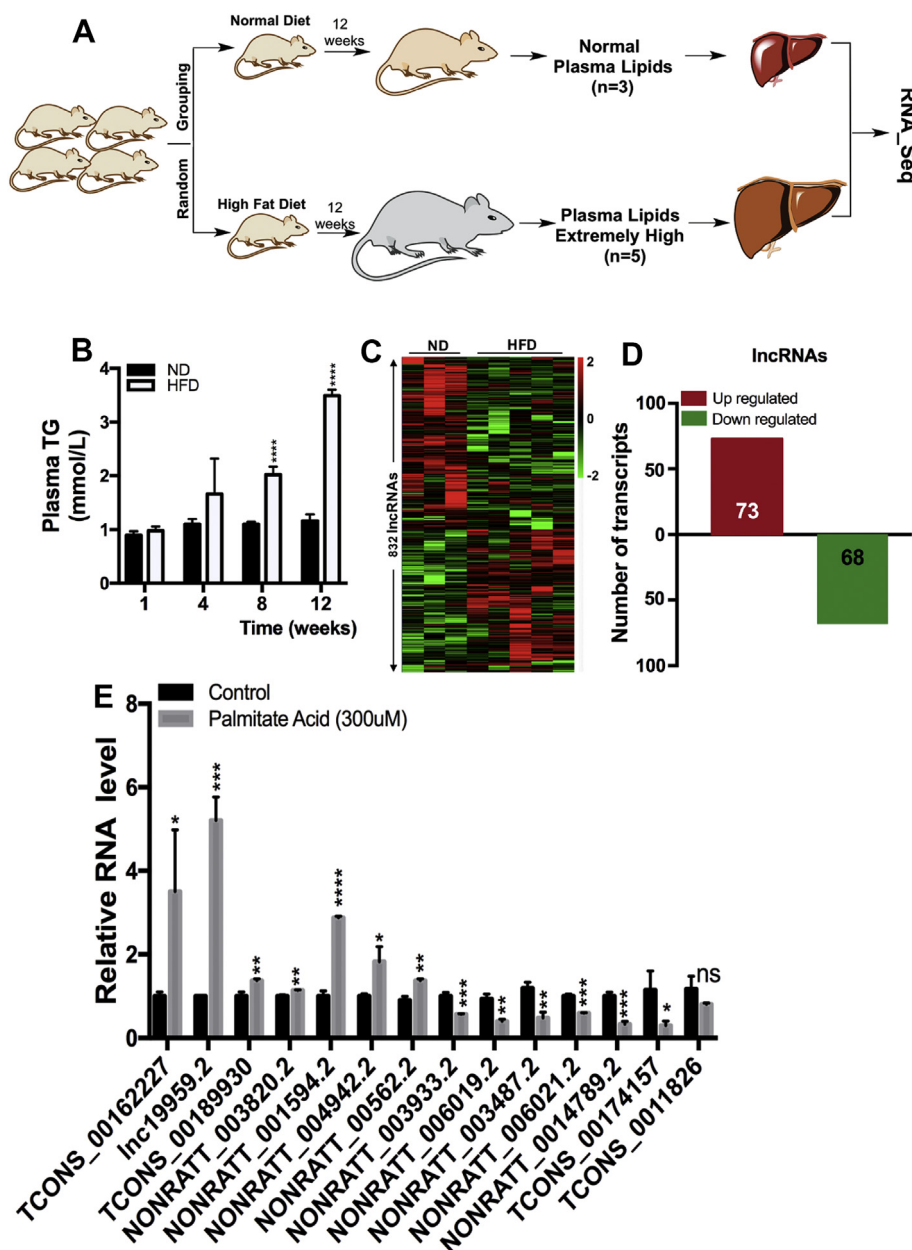 A
Grouping
Random
Normal Diet
12
weeks
Normal
Plasma Lipids
(n=3)
High Fat Diet
12
weeks
Plasma Lipids
Extremely High
(n=5)
RNA_Seq
B
ND
HFD
Plasma TG
(mmol/L)
4
3
2
1
0
****
****
1
4
8
12
Time (weeks)
C
ND
HFD
832 lncRNAs
2
0
-2
D
lncRNAs
Up regulated
Down regulated
Number of transcripts
100
50
0
50
100
73
68
E
Control
Palmitate Acid (300uM)
Relative RNA level
8
6
4
2
0
*
***
**
**
****
*
**
***
**
**
***
***
*
ns
TCONS_00162227
lnc19959.2
TCONS_00189930
NONRATT_003820.2
NONRATT_001594.2
NONRATT_004942.2
NONRATT_00562.2
NONRATT_003933.2
NONRATT_006019.2
NONRATT_003487.2
NONRATT_006021.2
NONRATT_0014789.2
TCONS_00174157
TCONS_0011826